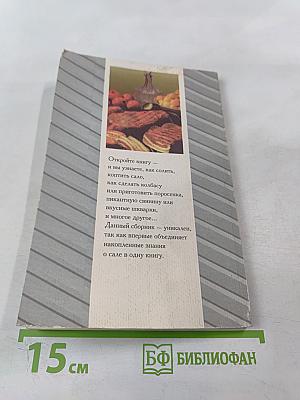 Откройте книгу —
и вы узнаете, как солить,
коптить сало,
как сделать колбасу
или приготовить поросенка,
пикантную свинину или
вкусные шкварки,
и многое другое...
Данный сборник — уникален,
так как впервые объединяет
накопленные знания
о сале в одну книгу.
15 см
БФ БИБЛИОФАН